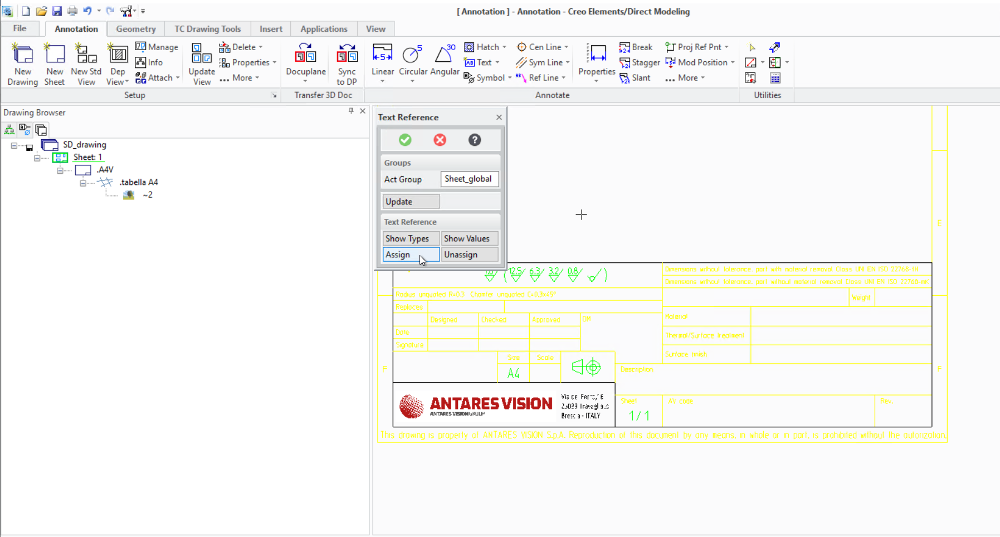 [ Annotation ] - Annotation - Creo Elements/Direct Modeling
File Annotation Geometry TC Drawing Tools Insert Applications View
New Drawing
New Sheet
New Std View
Dep View
Manage
Info
Attach
Update View
Delete
Properties
... More
Setup
Docuplane
Sync to DP
Transfer 3D Doc
Linear
Circular
Angular
5
5
30
Hatch
Text
Symbol
Cen Line
Sym Line
Ref Line
Properties
Break
Stagger
Slant
Proj Ref Pnt
Mod Position
... More
Annotate
Utilities
Drawing Browser
SD_drawing
Sheet: 1
.A4V
.tabella A4
~2
Text Reference
Groups
Act Group Sheet_global
Update
Text Reference
Show Types Show Values
Assign Unassign
E
( 12.5 6.3 3.2 0.8 )
Dimensions without tolerance, part with material removal Class UNI EN ISO 22768-mH
Dimensions without tolerance, part without material removal Class UNI EN ISO 22768-mK
Radius unquoted R=0.3 Chamfer unquoted C=0,3x45°
Weight
Replaces
Designed Checked Approved DM
Material
Date
Thermal/Surface treatment
Signature
Surface finish
Size Scale
F
A4
Description
F
ANTARES VISION
ANTARES VISION GROUP
Via del Ferro, 16
25039 Travagliato
Brescia - ITALY
Sheet
1/1
AV code
Rev.
This drawing is property of ANTARES VISION S.p.A. Reproduction of this document by any means, in whole or in part, is prohibited without the autorization.